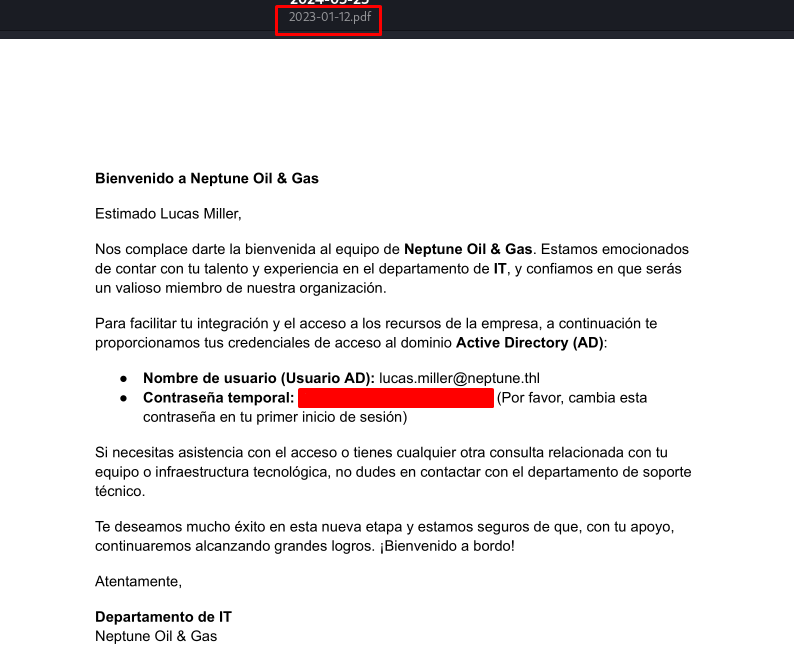 2023-01-12.pdf
Bienvenido a Neptune Oil & Gas
Estimado Lucas Miller,
Nos complace darte la bienvenida al equipo de Neptune Oil & Gas. Estamos emocionados
de contar con tu talento y experiencia en el departamento de IT, y confiamos en que serás
un valioso miembro de nuestra organización.
Para facilitar tu integración y el acceso a los recursos de la empresa, a continuación te
proporcionamos tus credenciales de acceso al dominio Active Directory (AD):
● Nombre de usuario (Usuario AD): lucas.miller@neptune.thl
● Contraseña temporal: (Por favor, cambia esta
contraseña en tu primer inicio de sesión)
Si necesitas asistencia con el acceso o tienes cualquier otra consulta relacionada con tu
equipo o infraestructura tecnológica, no dudes en contactar con el departamento de soporte
técnico.
Te deseamos mucho éxito en esta nueva etapa y estamos seguros de que, con tu apoyo,
continuaremos alcanzando grandes logros. ¡Bienvenido a bordo!
Atentamente,
Departamento de IT
Neptune Oil & Gas